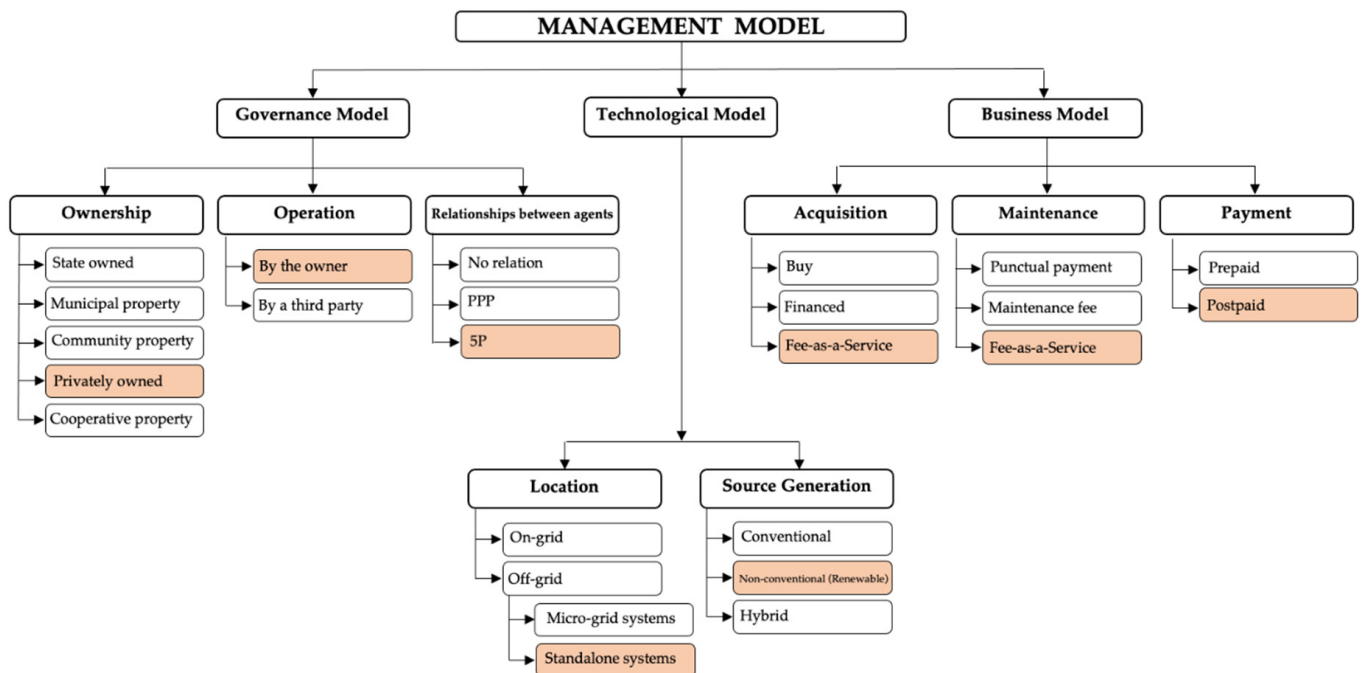 MANAGEMENT MODEL
Governance Model
Technological Model
Business Model
Ownership
Operation
Relationships between agents
Acquisition
Maintenance
Payment
State owned
Municipal property
Community property
Privately owned
Cooperative property
By the owner
By a third party
No relation
PPP
5P
Buy
Financed
Fee-as-a-Service
Punctual payment
Maintenance fee
Fee-as-a-Service
Prepaid
Postpaid
Location
Source Generation
On-grid
Off-grid
Micro-grid systems
Standalone systems
Conventional
Non-conventional (Renewable)
Hybrid